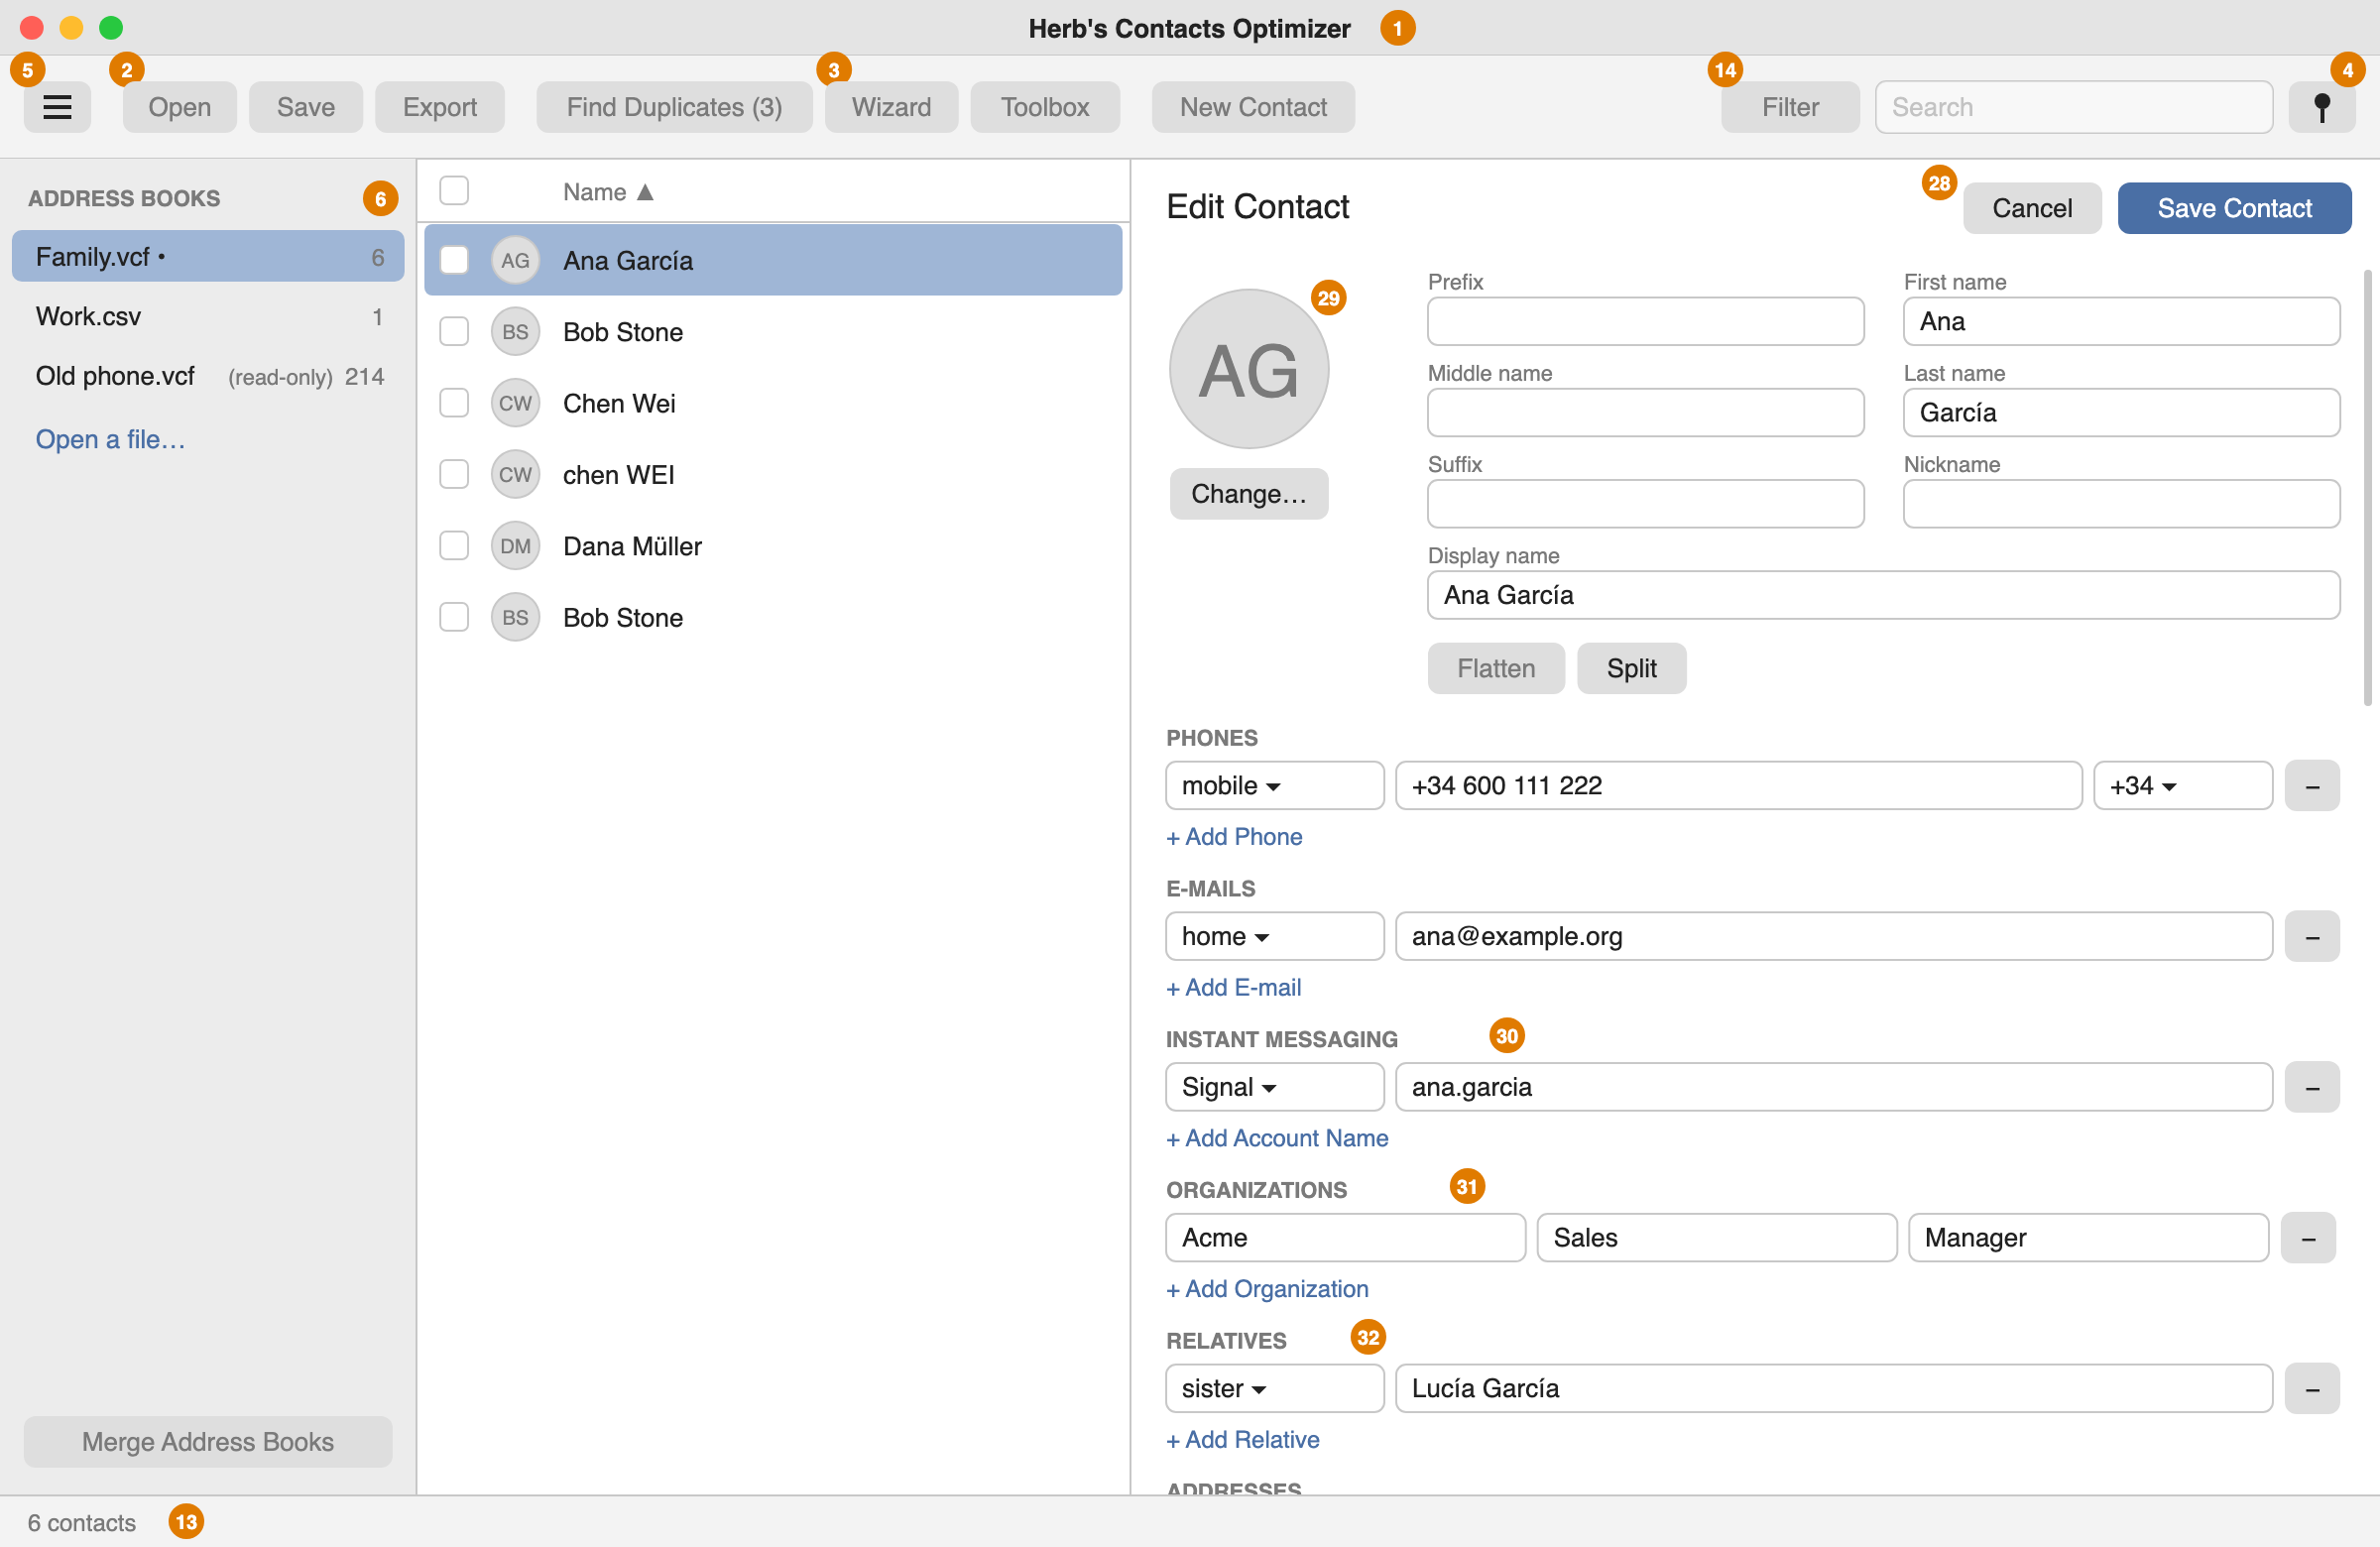 Herb's Contacts Optimizer 1
5 2 3 14 4
Open Save Export Find Duplicates (3) Wizard Toolbox New Contact Filter Search
ADDRESS BOOKS 6
Family.vcf • 6
Work.csv 1
Old phone.vcf (read-only) 214
Open a file…
Merge Address Books
Name ▲
AG Ana García
BS Bob Stone
CW Chen Wei
CW chen WEI
DM Dana Müller
BS Bob Stone
Edit Contact 28 Cancel Save Contact
AG 29
Change…
Prefix First name
Ana
Middle name Last name
García
Suffix Nickname
Display name
Ana García
Flatten Split
PHONES
mobile +34 600 111 222 +34 –
+ Add Phone
E-MAILS
home ana@example.org –
+ Add E-mail
INSTANT MESSAGING 30
Signal ana.garcia –
+ Add Account Name
ORGANIZATIONS 31
Acme Sales Manager –
+ Add Organization
RELATIVES 32
sister Lucía García –
+ Add Relative
ADDRESSES
6 contacts 13